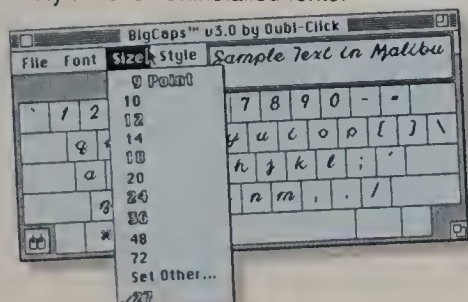 BigCaps™ v3.0 by Dubl-Click
File Font Size Style Sample Text in Malibu
9 Point
` 1 2 10 7 8 9 0 - =
12
q 14 y u i o p [ ] \
18
a 20 h j k l ; '
24
z 36 n m , . /
48
72
Set Other...
✓27